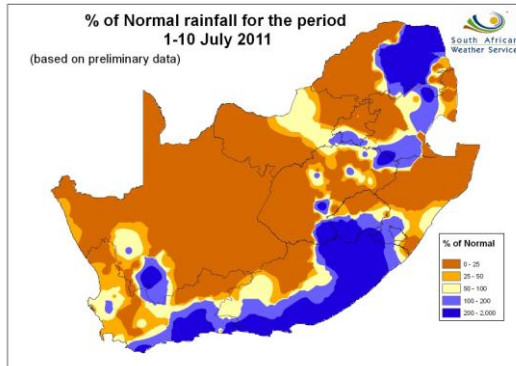 % of Normal rainfall for the period
1-10 July 2011
(based on preliminary data)
South African
Weather Service
% of Normal
0 - 25
25 - 50
50 - 100
100 - 200
200 - 2,000